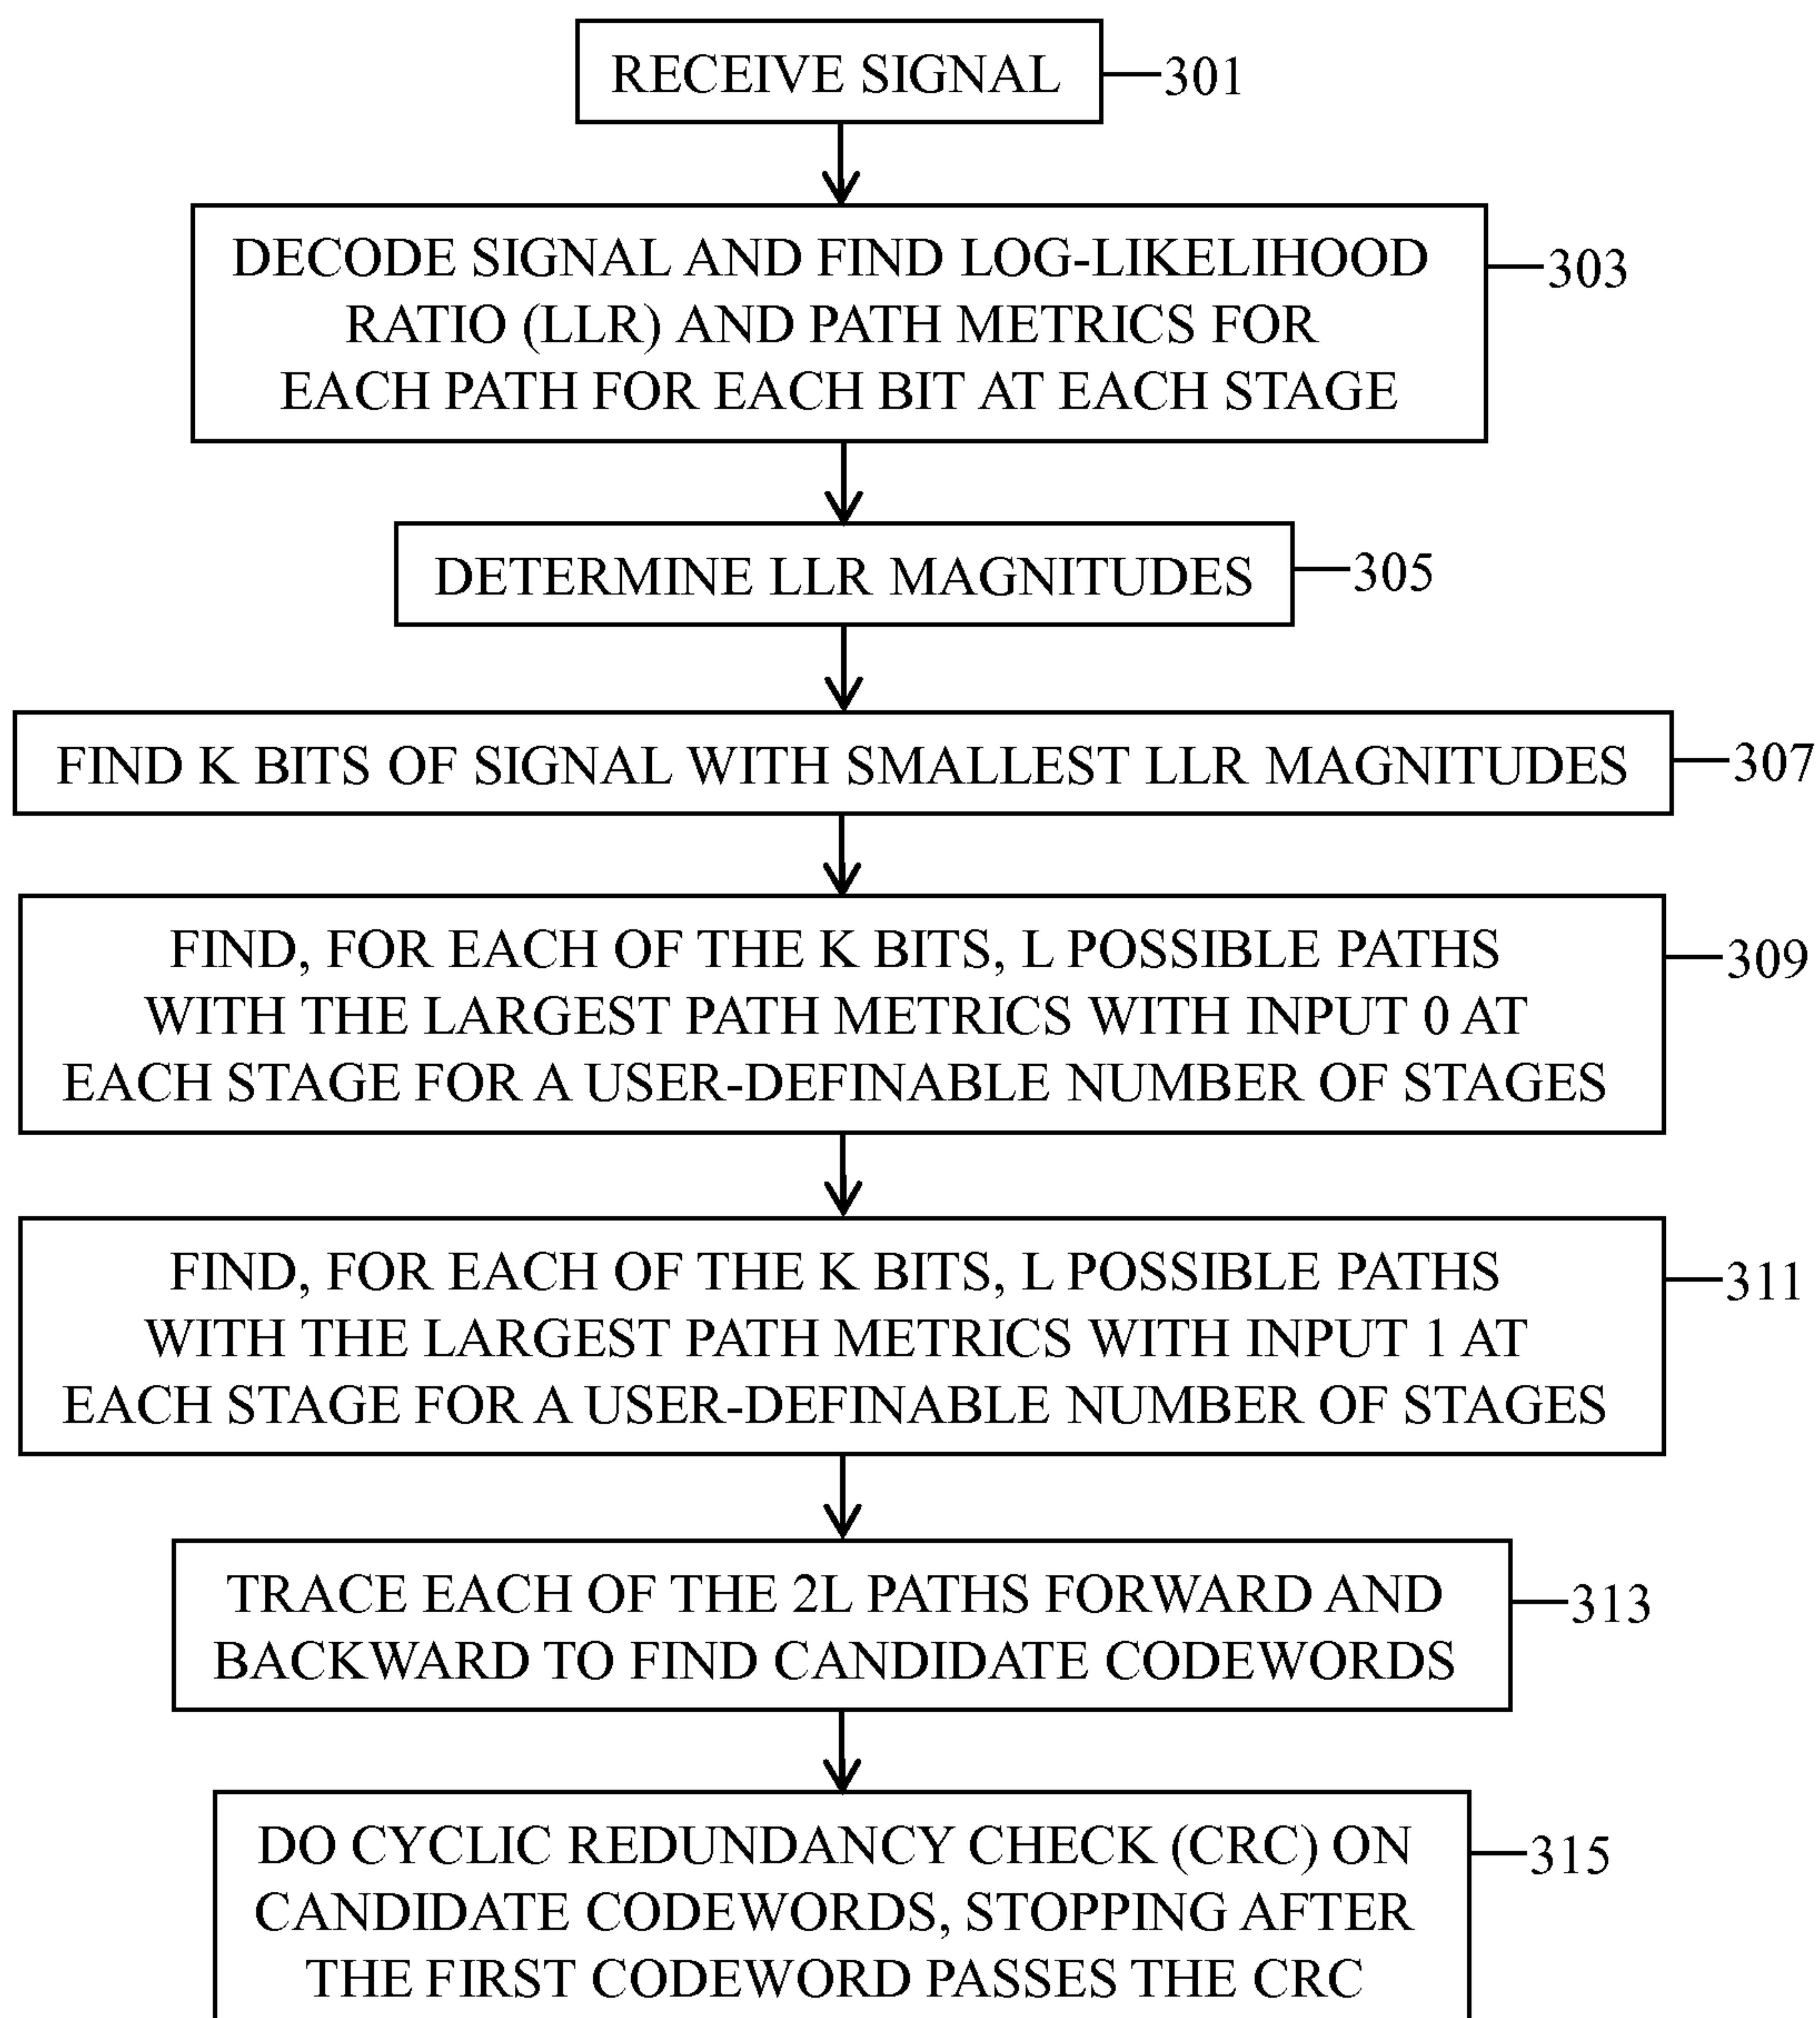 RECEIVE SIGNAL
301
DECODE SIGNAL AND FIND LOG-LIKELIHOOD
RATIO (LLR) AND PATH METRICS FOR
EACH PATH FOR EACH BIT AT EACH STAGE
303
DETERMINE LLR MAGNITUDES
305
FIND K BITS OF SIGNAL WITH SMALLEST LLR MAGNITUDES
307
FIND, FOR EACH OF THE K BITS, L POSSIBLE PATHS
WITH THE LARGEST PATH METRICS WITH INPUT 0 AT
EACH STAGE FOR A USER-DEFINABLE NUMBER OF STAGES
309
FIND, FOR EACH OF THE K BITS, L POSSIBLE PATHS
WITH THE LARGEST PATH METRICS WITH INPUT 1 AT
EACH STAGE FOR A USER-DEFINABLE NUMBER OF STAGES
311
TRACE EACH OF THE 2L PATHS FORWARD AND
BACKWARD TO FIND CANDIDATE CODEWORDS
313
DO CYCLIC REDUNDANCY CHECK (CRC) ON
CANDIDATE CODEWORDS, STOPPING AFTER
THE FIRST CODEWORD PASSES THE CRC
315